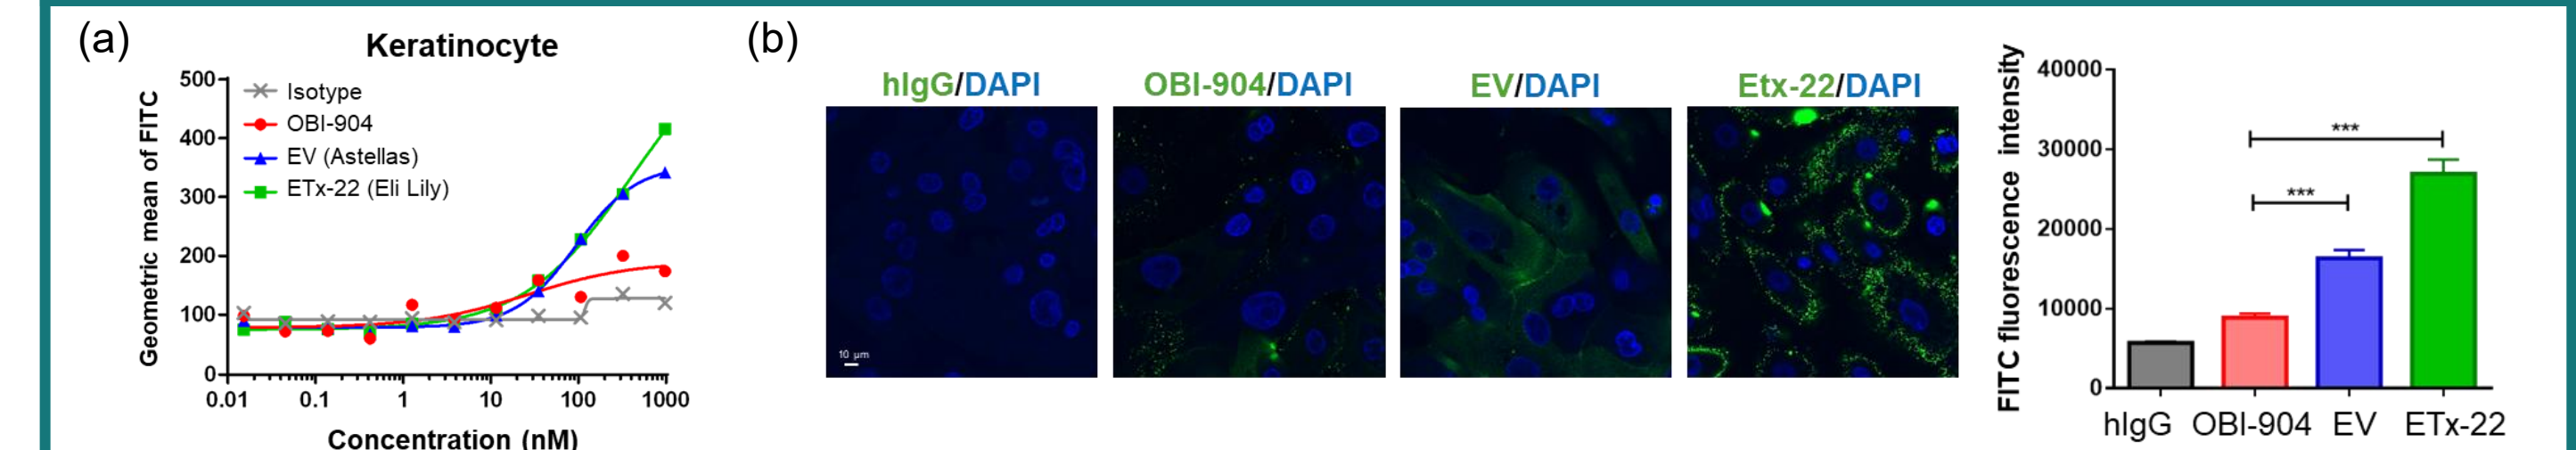 (a)
Keratinocyte
Geometric mean of FITC
500
400
300
200
100
0
Isotype
OBI-904
EV (Astellas)
ETx-22 (Eli Lily)
0.01 0.1 1 10 100 1000
Concentration (nM)
(b)
hIgG/DAPI OBI-904/DAPI EV/DAPI Etx-22/DAPI
10 µm
FITC fluorescence intensity
40000
30000
20000
10000
0
***
***
hIgG OBI-904 EV ETx-22